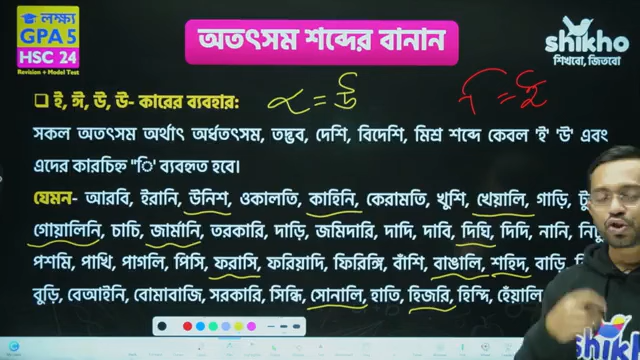 লক্ষ্য
GPA 5
HSC 24
Revision + Model Test
অতৎসম শব্দের বানান
shikho
শিখবো, জিতবো
❑ ই, ঈ, উ, উ- কারের ব্যবহার:
সকল অতৎসম অর্থাৎ অর্ধতৎসম, তদ্ভব, দেশি, বিদেশি, মিশ্র শব্দে কেবল 'ই' 'উ' এবং
এদের কারচিহ্ন "ি" ব্যবহৃত হবে।
যেমন- আরবি, ইরানি, উনিশ, ওকালতি, কাহিনি, কেরামতি, খুশি, খেয়ালি, গাড়ি,
গোয়ালিনি, চাচি, জার্মানি, তরকারি, দাড়ি, জমিদারি, দাদি, দাবি, দিঘি, দিদি, নানি,
পশমি, পাখি, পাগলি, পিসি, ফরাসি, ফরিয়াদি, ফিরিঙ্গি, বাঁশি, বাঙালি, শহিদ, বাড়ি,
বুড়ি, বেআইনি, বোমাবাজি, সরকারি, সিন্ধি, সোনালি, হাতি, হিজরি, হিন্দি, হেঁয়ালি
shikho